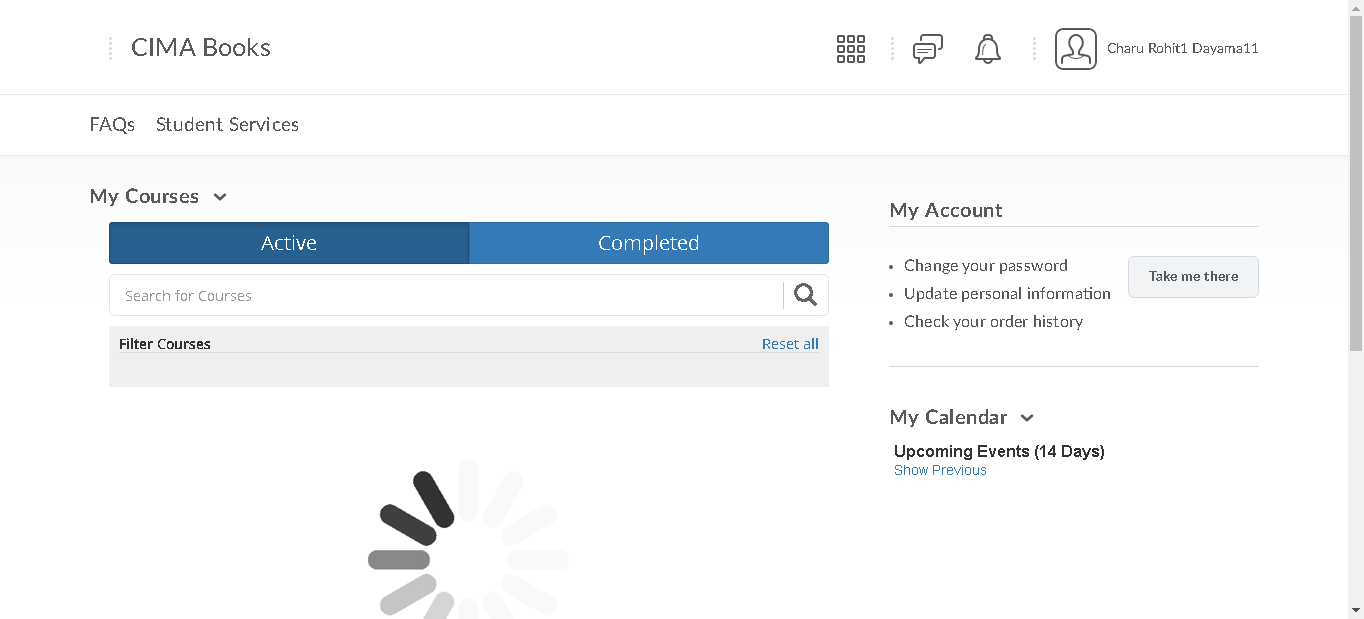 CIMA Books
Charu Rohit1 Dayama11
FAQs
Student Services
My Courses
Active
Completed
Search for Courses
Filter Courses
Reset all
My Account
Change your password
Update personal information
Check your order history
Take me there
My Calendar
Upcoming Events (14 Days)
Show Previous